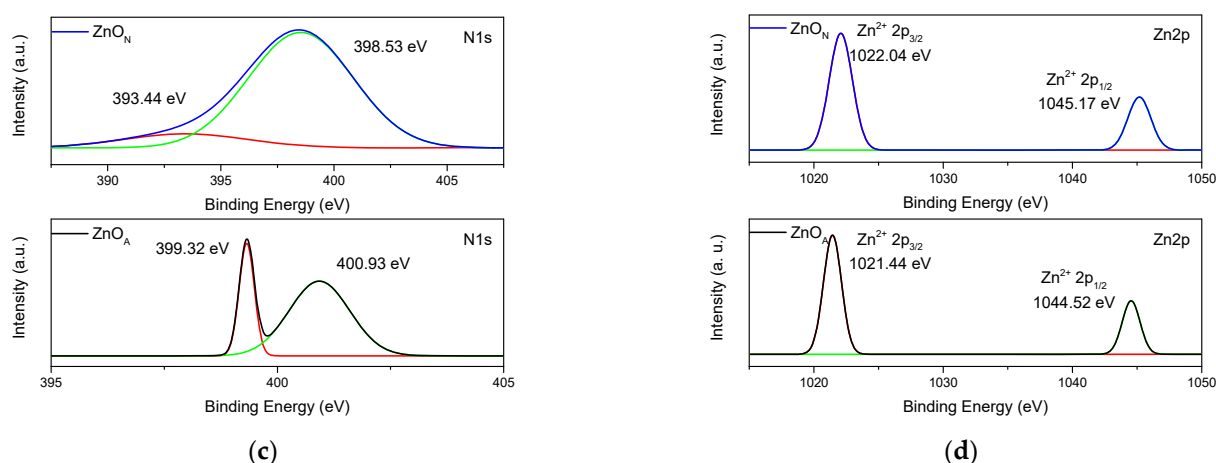 ZnO_N N1s
398.53 eV
393.44 eV
Intensity (a.u.)
390 395 400 405
Binding Energy (eV)
ZnO_A N1s
399.32 eV
400.93 eV
Intensity (a.u.)
395 400 405
Binding Energy (eV)
(c)
ZnO_N Zn²⁺ 2p₃/₂ Zn2p
1022.04 eV
Zn²⁺ 2p₁/₂
1045.17 eV
Intensity (a.u.)
1020 1030 1040 1050
Binding Energy (eV)
ZnO_A Zn²⁺ 2p₃/₂ Zn2p
1021.44 eV
Zn²⁺ 2p₁/₂
1044.52 eV
Intensity (a. u.)
1020 1030 1040 1050
Binding Energy (eV)
(d)